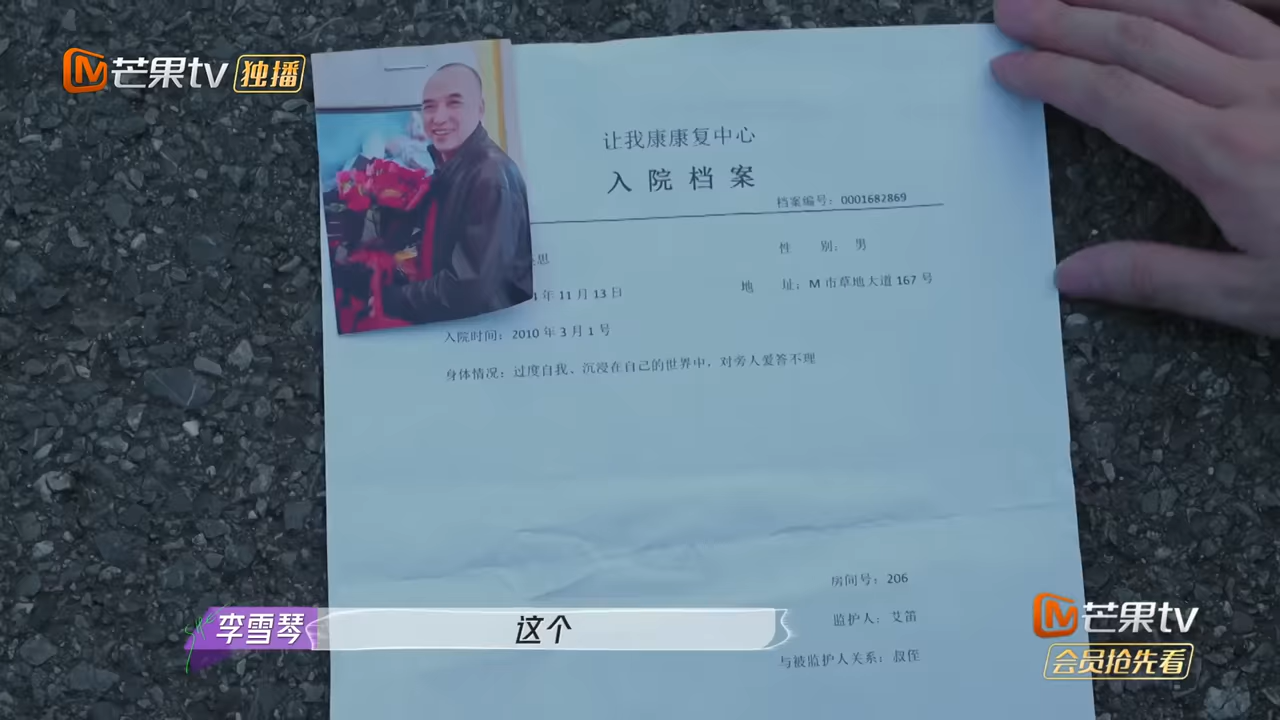 芒果tv 独播
让我康康复中心
入院档案
档案编号：0001682869
思
性 别： 男
年 11 月 13 日
地 址：M 市草地大道 167 号
入院时间：2010 年 3 月 1 号
身体情况：过度自我、沉浸在自己的世界中，对旁人爱答不理
房间号：206
监护人：艾笛
与被监护人关系：叔侄
李雪琴
这个
芒果tv
会员抢先看